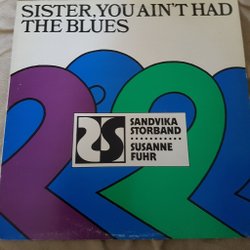 SISTER, YOU AIN'T HAD
THE BLUES
SANDVIKA
STORBAND
SUSANNE
FUHR